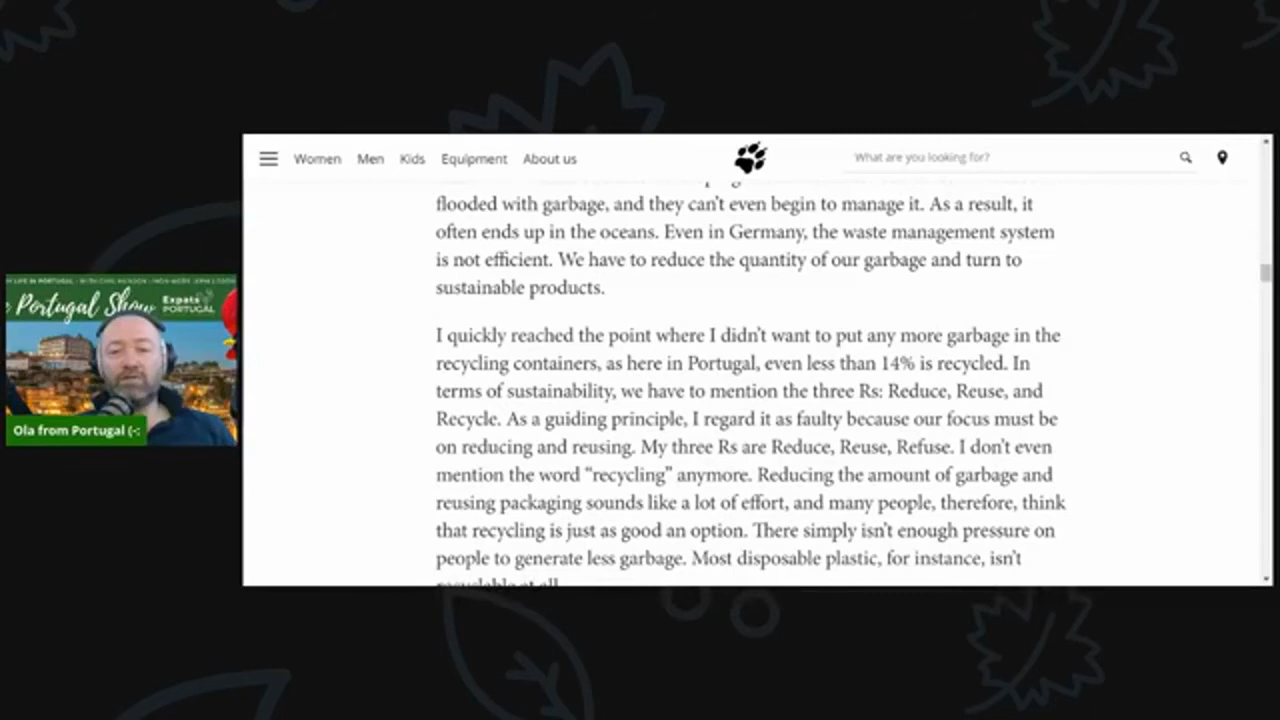 LIFE IN PORTUGAL
Portugal Show
Expats
PORTUGAL
Ola from Portugal (-:
Women Men Kids Equipment About us
What are you looking for?
flooded with garbage, and they can’t even begin to manage it. As a result, it
often ends up in the oceans. Even in Germany, the waste management system
is not efficient. We have to reduce the quantity of our garbage and turn to
sustainable products.
I quickly reached the point where I didn’t want to put any more garbage in the
recycling containers, as here in Portugal, even less than 14% is recycled. In
terms of sustainability, we have to mention the three Rs: Reduce, Reuse, and
Recycle. As a guiding principle, I regard it as faulty because our focus must be
on reducing and reusing. My three Rs are Reduce, Reuse, Refuse. I don’t even
mention the word “recycling” anymore. Reducing the amount of garbage and
reusing packaging sounds like a lot of effort, and many people, therefore, think
that recycling is just as good an option. There simply isn’t enough pressure on
people to generate less garbage. Most disposable plastic, for instance, isn’t
recyclable at all